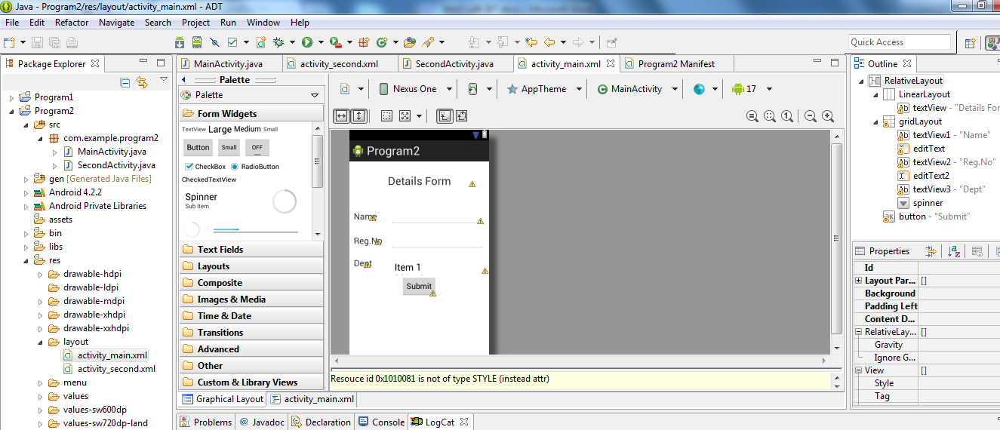 Java - Program2/res/layout/activity_main.xml - ADT
File Edit Refactor Navigate Search Project Run Window Help
Quick Access
Package Explorer
Program1
Program2
src
com.example.program2
MainActivity.java
SecondActivity.java
gen [Generated Java Files]
Android 4.2.2
Android Private Libraries
assets
bin
libs
res
drawable-hdpi
drawable-ldpi
drawable-mdpi
drawable-xhdpi
drawable-xxhdpi
layout
activity_main.xml
activity_second.xml
menu
values
values-sw600dp
values-sw720dp-land
MainActivity.java activity_second.xml SecondActivity.java activity_main.xml Program2 Manifest
Palette
Palette
Form Widgets
TextView Large Medium Small
Button Small OFF
CheckBox RadioButton
CheckedTextView
Spinner
Sub Item
Text Fields
Layouts
Composite
Images & Media
Time & Date
Transitions
Advanced
Other
Custom & Library Views
Nexus One AppTheme MainActivity 17
Program2
Details Form
Name
Reg.No
Dept
Item 1
Submit
Resouce id 0x1010081 is not of type STYLE (instead attr)
Graphical Layout activity_main.xml
Problems Javadoc Declaration Console LogCat
Outline
RelativeLayout
LinearLayout
textView - "Details For
gridLayout
textView1 - "Name"
editText
textView2 - "Reg.No"
editText2
textView3 - "Dept"
spinner
button - "Submit"
Properties
Id
Layout Par... []
Background
Padding Left
Content D...
RelativeLay... []
Gravity
Ignore G...
View []
Style
Tag